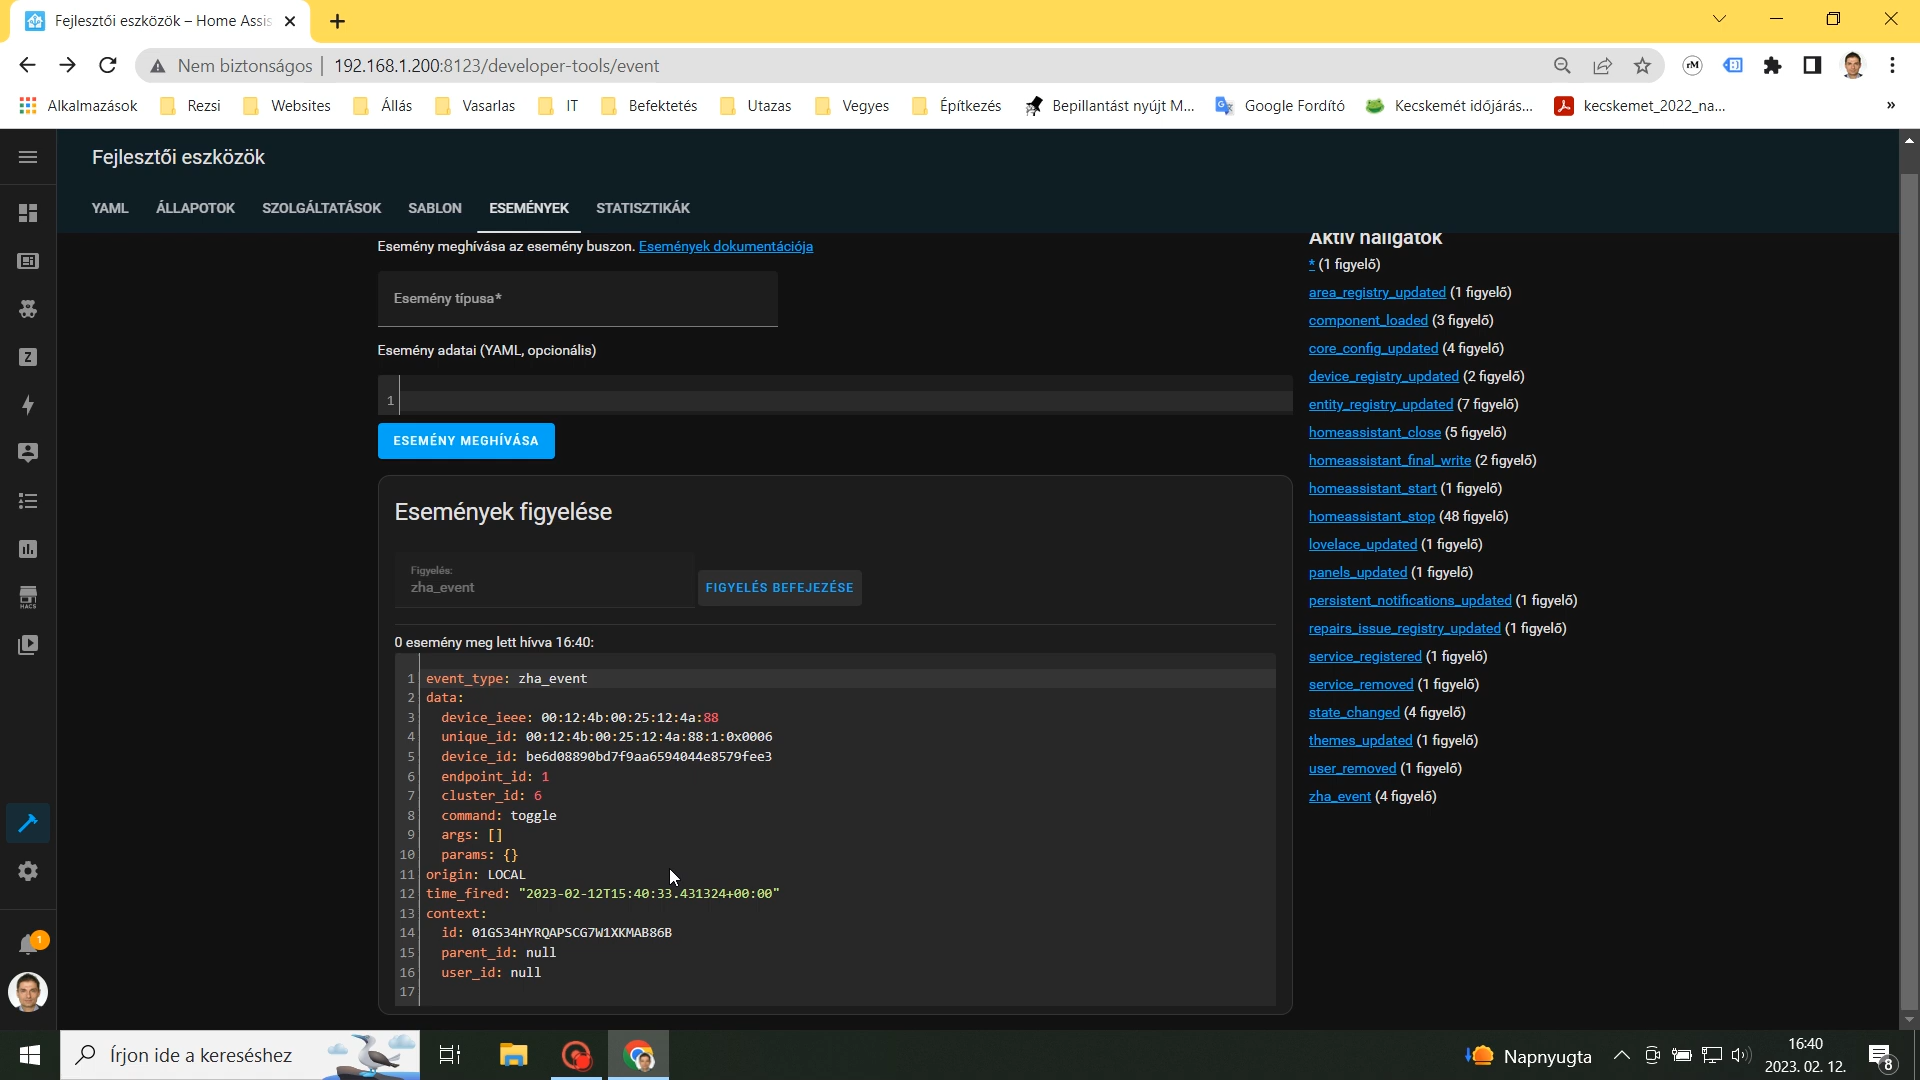 Fejlesztői eszközök – Home Assis
Nem biztonságos | 192.168.1.200:8123/developer-tools/event
Alkalmazások Rezsi Websites Állás Vasarlas IT Befektetés Utazas Vegyes Építkezés Bepillantást nyújt M... Google Fordító Kecskemét időjárás... kecskemet_2022_na... »
Fejlesztői eszközök
YAML ÁLLAPOTOK SZOLGÁLTATÁSOK SABLON ESEMÉNYEK STATISZTIKÁK
Esemény meghívása az esemény buszon. Események dokumentációja
Esemény típusa*
Esemény adatai (YAML, opcionális)
1
ESEMÉNY MEGHÍVÁSA
Események figyelése
Figyelés:
zha_event
FIGYELÉS BEFEJEZÉSE
0 esemény meg lett hívva 16:40:
1 event_type: zha_event
2 data:
3 device_ieee: 00:12:4b:00:25:12:4a:88
4 unique_id: 00:12:4b:00:25:12:4a:88:1:0x0006
5 device_id: be6d08890bd7f9aa6594044e8579fee3
6 endpoint_id: 1
7 cluster_id: 6
8 command: toggle
9 args: []
10 params: {}
11 origin: LOCAL
12 time_fired: "2023-02-12T15:40:33.431324+00:00"
13 context:
14 id: 01GS34HYRQAPSCG7W1XKMAB86B
15 parent_id: null
16 user_id: null
17
Aktív hallgatók
* (1 figyelő)
area_registry_updated (1 figyelő)
component_loaded (3 figyelő)
core_config_updated (4 figyelő)
device_registry_updated (2 figyelő)
entity_registry_updated (7 figyelő)
homeassistant_close (5 figyelő)
homeassistant_final_write (2 figyelő)
homeassistant_start (1 figyelő)
homeassistant_stop (48 figyelő)
lovelace_updated (1 figyelő)
panels_updated (1 figyelő)
persistent_notifications_updated (1 figyelő)
repairs_issue_registry_updated (1 figyelő)
service_registered (1 figyelő)
service_removed (1 figyelő)
state_changed (4 figyelő)
themes_updated (1 figyelő)
user_removed (1 figyelő)
zha_event (4 figyelő)
Z
HACS
1
Írjon ide a kereséshez
Napnyugta
16:40
2023. 02. 12.
8